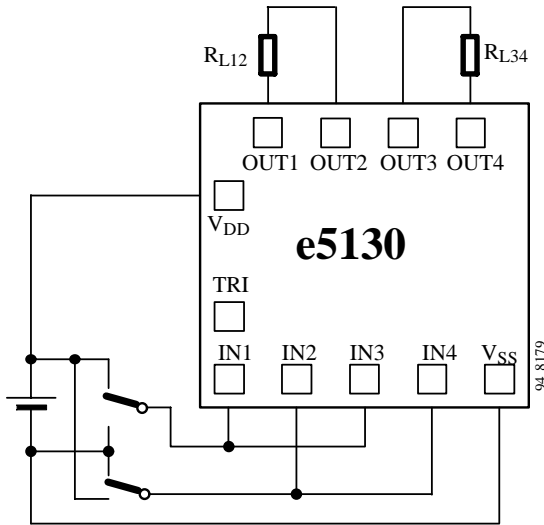 RL12
RL34
OUT1 OUT2 OUT3 OUT4
VDD
e5130
TRI
IN1 IN2 IN3 IN4 VSS
94 8179